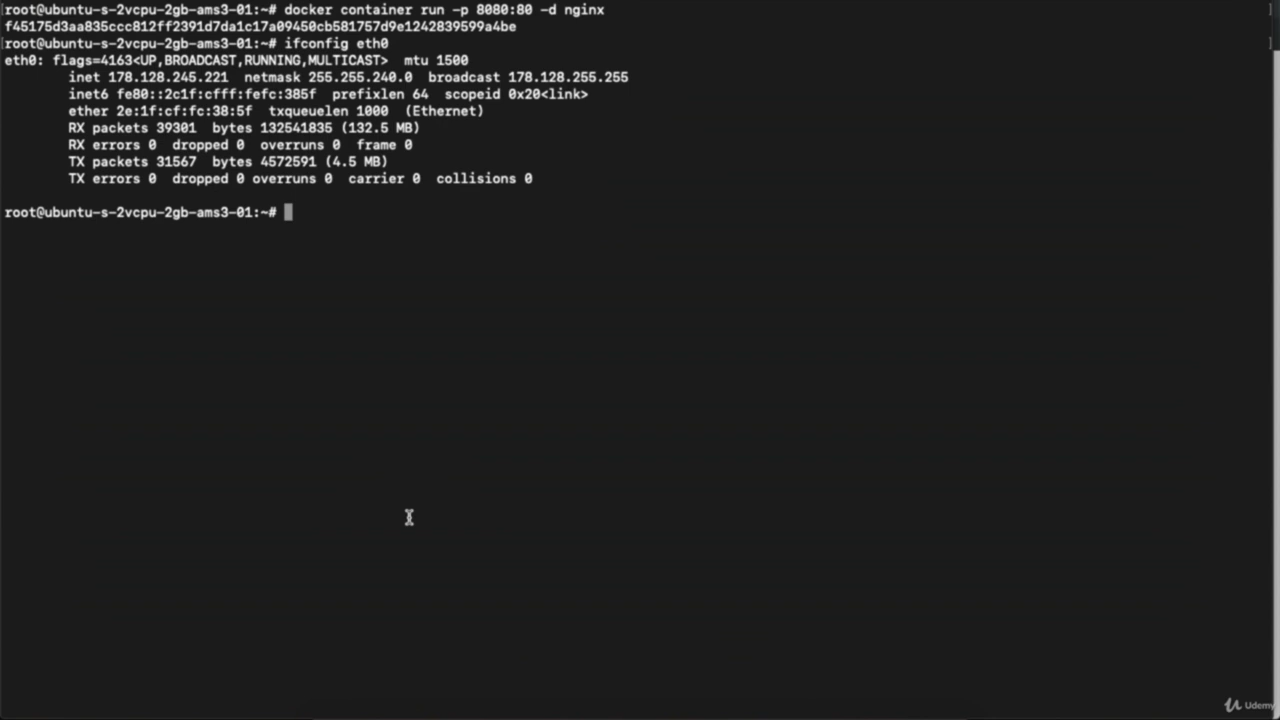 root@ubuntu-s-2vcpu-2gb-ams3-01:~# docker container run -p 8080:80 -d nginx
f45175d3aa835ccc812ff2391d7da1c17a09450cb581757d9e1242839599a4be
root@ubuntu-s-2vcpu-2gb-ams3-01:~# ifconfig eth0
eth0: flags=4163<UP,BROADCAST,RUNNING,MULTICAST>  mtu 1500
        inet 178.128.245.221  netmask 255.255.240.0  broadcast 178.128.255.255
        inet6 fe80::2c1f:cfff:fefc:385f  prefixlen 64  scopeid 0x20<link>
        ether 2e:1f:cf:fc:38:5f  txqueuelen 1000  (Ethernet)
        RX packets 39301  bytes 132541835 (132.5 MB)
        RX errors 0  dropped 0  overruns 0  frame 0
        TX packets 31567  bytes 4572591 (4.5 MB)
        TX errors 0  dropped 0 overruns 0  carrier 0  collisions 0
root@ubuntu-s-2vcpu-2gb-ams3-01:~#
Udemy